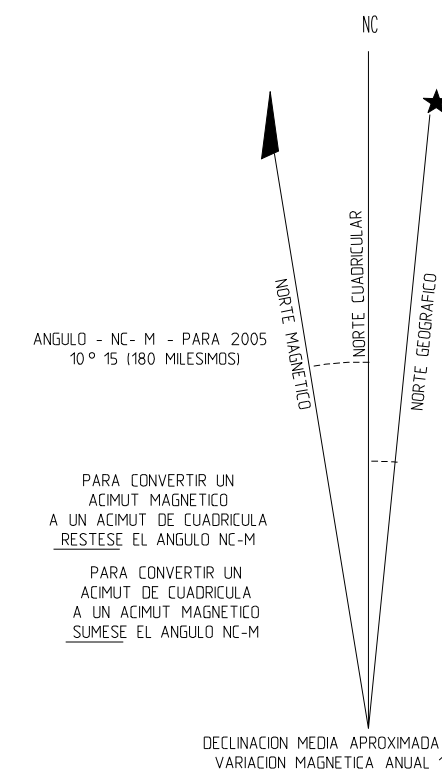 NC
NORTE CUADRICULAR
NORTE MAGNETICO
NORTE GEOGRAFICO
ANGULO - NC- M - PARA 2005
10° 15 (180 MILESIMOS)
PARA CONVERTIR UN
ACIMUT MAGNETICO
A UN ACIMUT DE CUADRICULA
RESTESE EL ANGULO NC-M
PARA CONVERTIR UN
ACIMUT DE CUADRICULA
A UN ACIMUT MAGNETICO
SUMESE EL ANGULO NC-M
DECLINACION MEDIA APROXIMADA
VARIACION MAGNETICA ANUAL